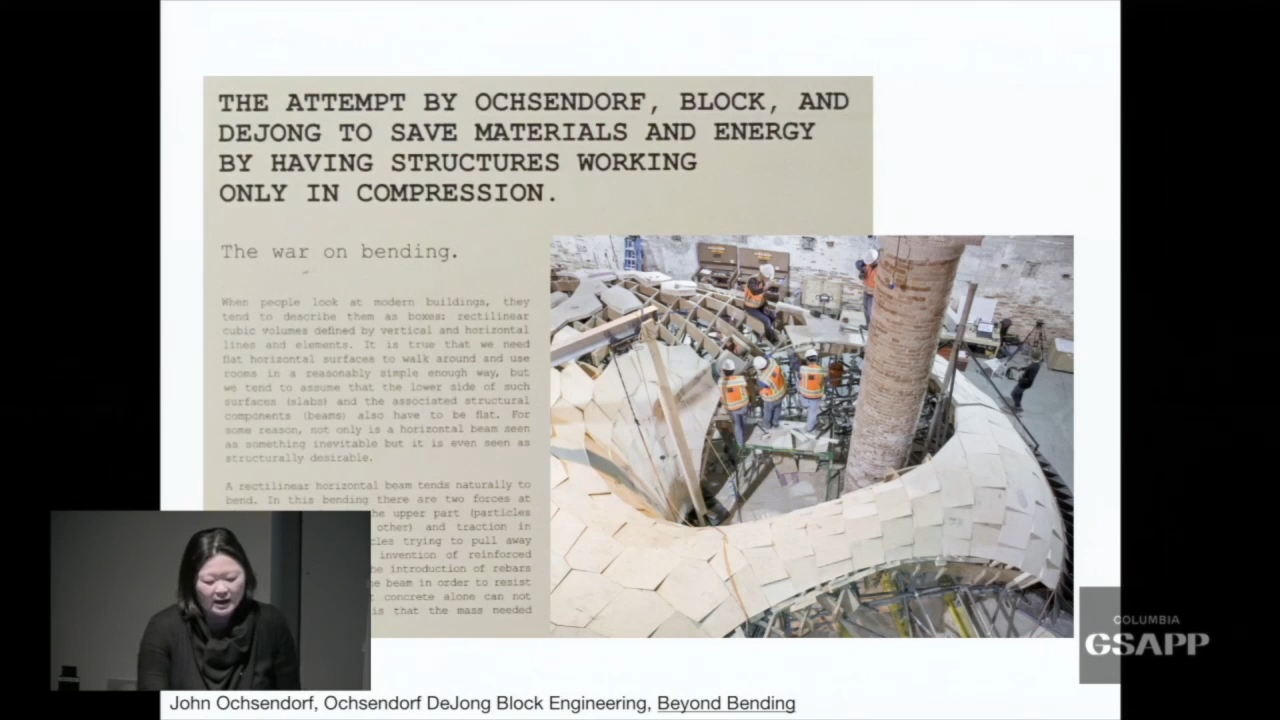 THE ATTEMPT BY OCHSENDORF, BLOCK, AND
DEJONG TO SAVE MATERIALS AND ENERGY
BY HAVING STRUCTURES WORKING
ONLY IN COMPRESSION.
The war on bending.
When people look at modern buildings, they
tend to describe them as boxes: rectilinear
cubic volumes defined by vertical and horizontal
lines and elements. It is true that we need
flat horizontal surfaces to walk around and use
rooms in a reasonably simple enough way, but
we tend to assume that the lower side of such
surfaces (slabs) and the associated structural
components (beams) also have to be flat. For
some reason, not only is a horizontal beam seen
as something inevitable but it is even seen as
structurally desirable.
A rectilinear horizontal beam tends naturally to
bend. In this bending there are two forces at
he upper part (particles
other) and traction in
cles trying to pull away
invention of reinforced
he introduction of rebars
e beam in order to resist
t concrete alone can not
is that the mass needed
COLUMBIA
GSAPP
John Ochsendorf, Ochsendorf DeJong Block Engineering, Beyond Bending